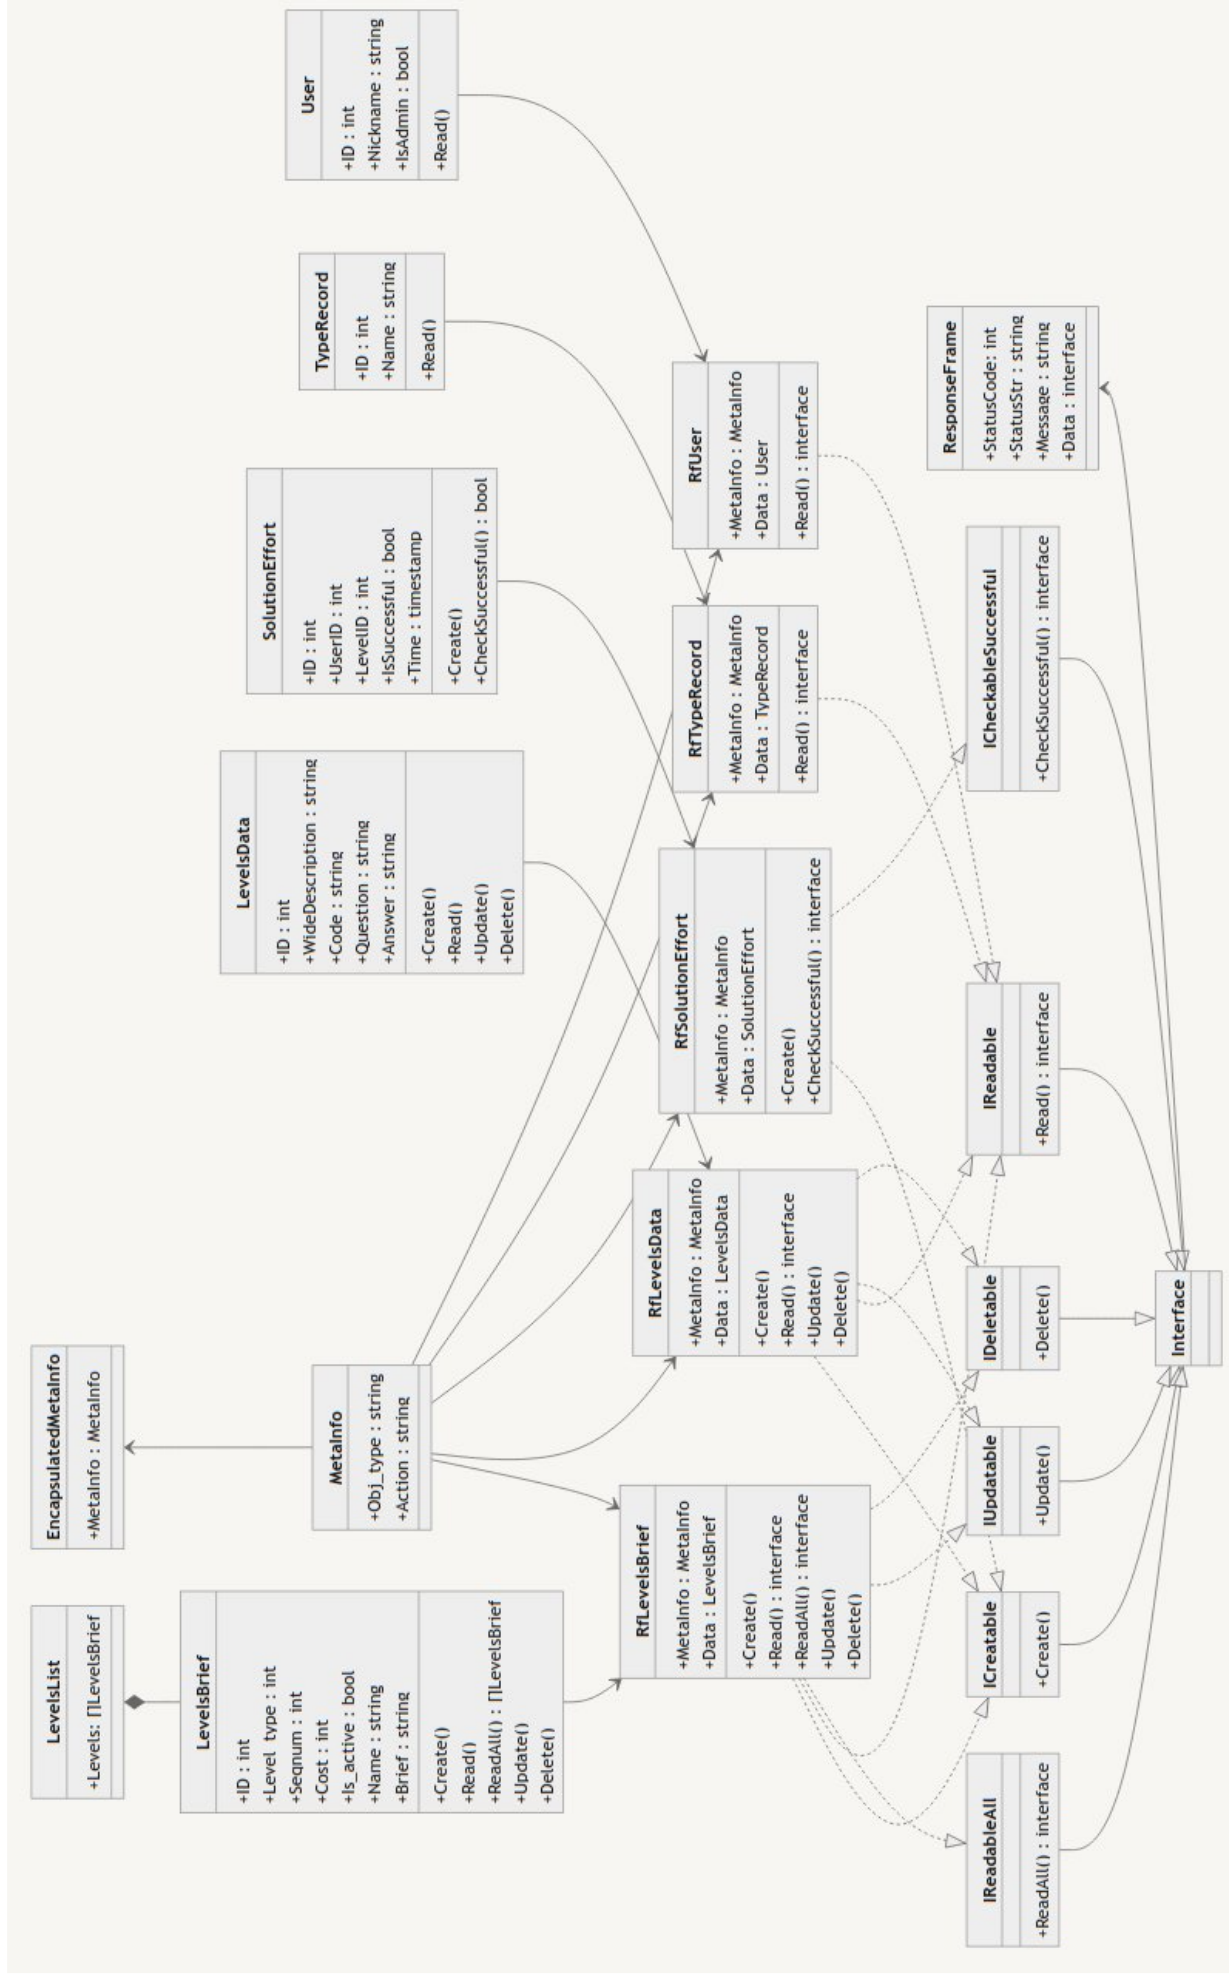 LevelsList
+Levels: []LevelsBrief
EncapsulatedMetaInfo
+MetaInfo : MetaInfo
LevelsBrief
+ID : int
+Level_type : int
+Seqnum : int
+Cost : int
+Is_active : bool
+Name : string
+Brief : string
+Create()
+Read()
+ReadAll() : []LevelsBrief
+Update()
+Delete()
MetaInfo
+Obj_type : string
+Action : string
LevelsData
+ID : int
+WideDescription : string
+Code : string
+Question : string
+Answer : string
+Create()
+Read()
+Update()
+Delete()
SolutionEffort
+ID : int
+UserID : int
+LevelID : int
+IsSuccessful : bool
+Time : timestamp
+Create()
+CheckSuccessful() : bool
TypeRecord
+ID : int
+Name : string
+Read()
User
+ID : int
+Nickname : string
+IsAdmin : bool
+Read()
RfLevelsBrief
+MetaInfo : MetaInfo
+Data : LevelsBrief
+Create()
+Read() : interface
+ReadAll() : interface
+Update()
+Delete()
RfLevelsData
+MetaInfo : MetaInfo
+Data : LevelsData
+Create()
+Read() : interface
+Update()
+Delete()
RfSolutionEffort
+MetaInfo : MetaInfo
+Data : SolutionEffort
+Create()
+CheckSuccessful() : interface
RfTypeRecord
+MetaInfo : MetaInfo
+Data : TypeRecord
+Read() : interface
RfUser
+MetaInfo : MetaInfo
+Data : User
+Read() : interface
IReadableAll
+ReadAll() : interface
ICreatable
+Create()
IUpdatable
+Update()
IDeletable
+Delete()
IReadable
+Read() : interface
ICheckableSuccessful
+CheckSuccessful() : interface
ResponseFrame
+StatusCode: int
+StatusStr : string
+Message : string
+Data : interface
Interface